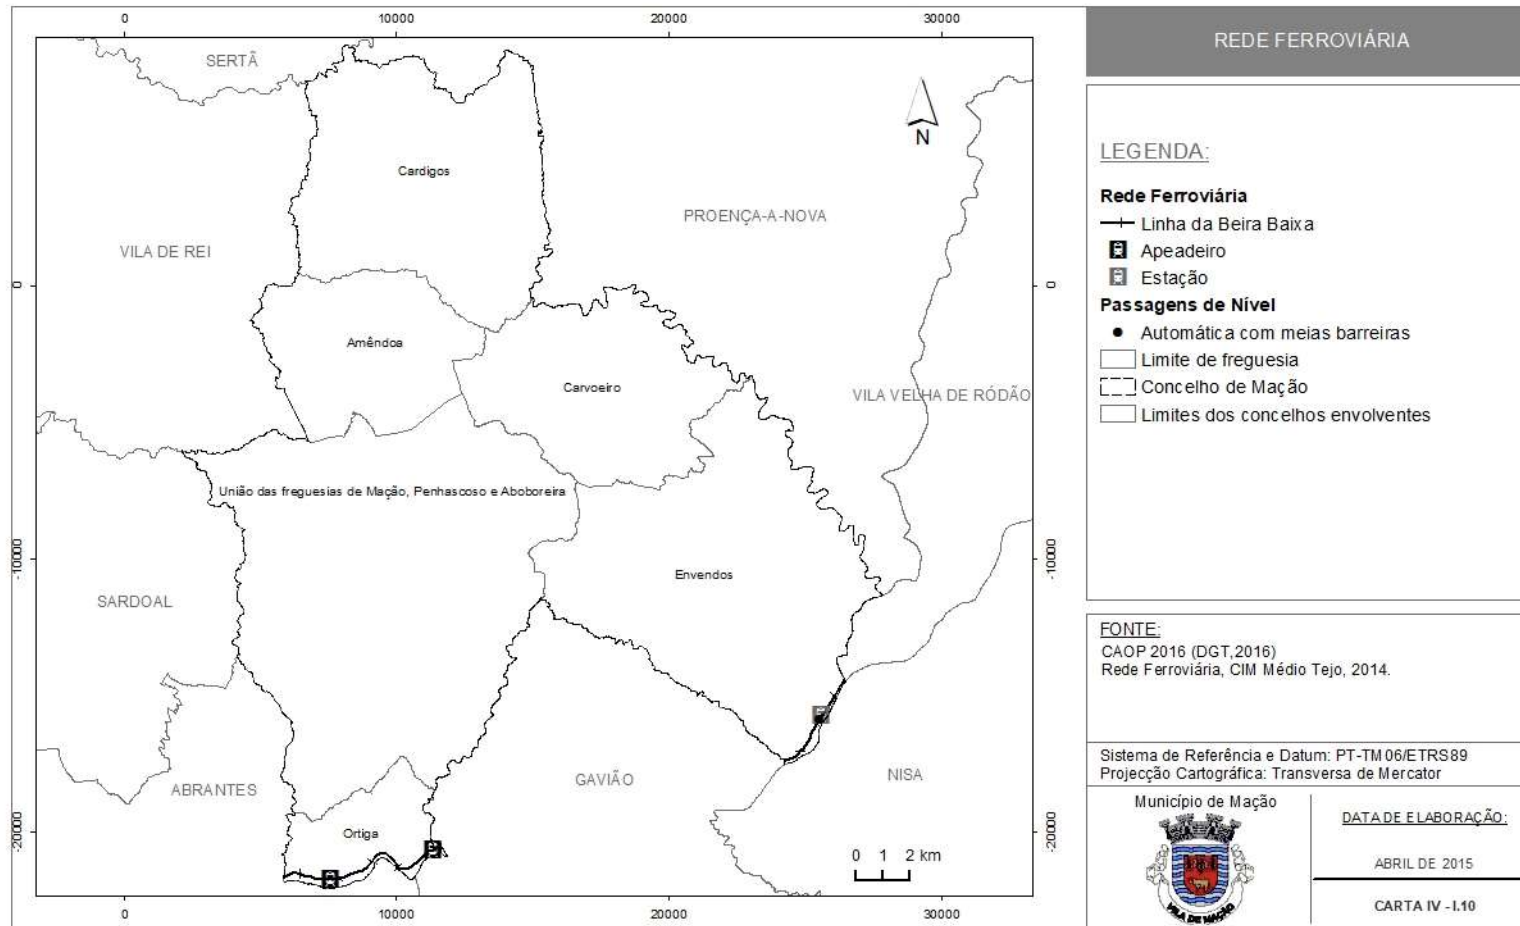 0 10000 20000 30000
REDE FERROVIÁRIA
SERTÃ
N
Cardigos
PROENÇA-A-NOVA
VILA DE REI
0 0
Amêndoa
Carvoeiro
VILA VELHA DE RÓDÃO
União das freguesias de Mação, Penhascoso e Aboboreira
-10000 -10000
Envendos
SARDOAL
GAVIÃO
NISA
ABRANTES
Ortiga
-20000 -20000
0 1 2 km
0 10000 20000 30000
LEGENDA:
Rede Ferroviária
Linha da Beira Baixa
Apeadeiro
Estação
Passagens de Nível
Automática com meias barreiras
Limite de freguesia
Concelho de Mação
Limites dos concelhos envolventes
FONTE:
CAOP 2016 (DGT,2016)
Rede Ferroviária, CIM Médio Tejo, 2014.
Sistema de Referência e Datum: PT-TM06/ETRS89
Projecção Cartográfica: Transversa de Mercator
Município de Mação
VILA DE MAÇÃO
DATA DE ELABORAÇÃO:
ABRIL DE 2015
CARTA IV - I.10